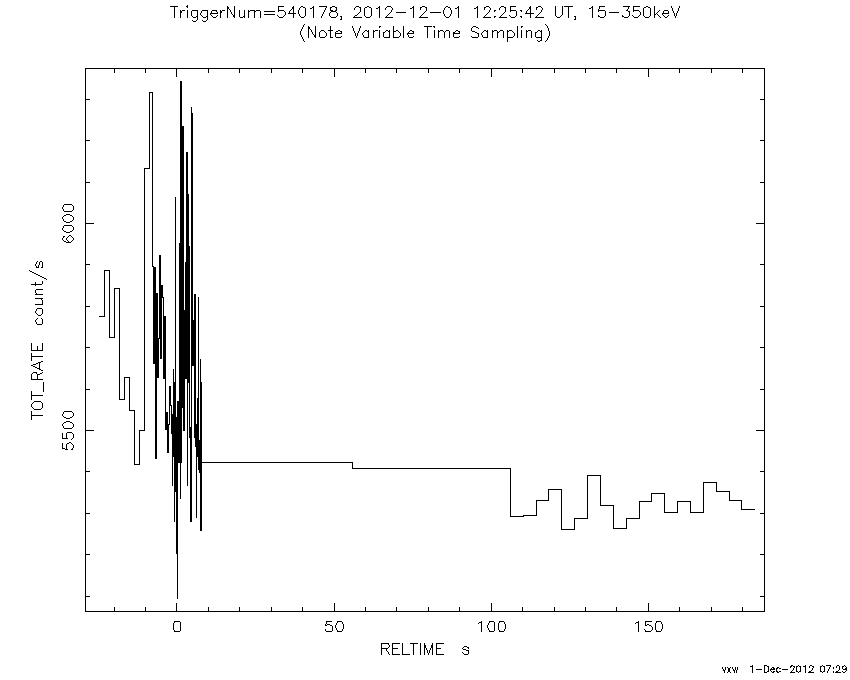 TriggerNum=540178, 2012-12-01 12:25:42 UT, 15-350keV
(Note Variable Time Sampling)
TOT_RATE count/s
6000
5500
0 50 100 150
RELTIME s
vxw 1-Dec-2012 07:29